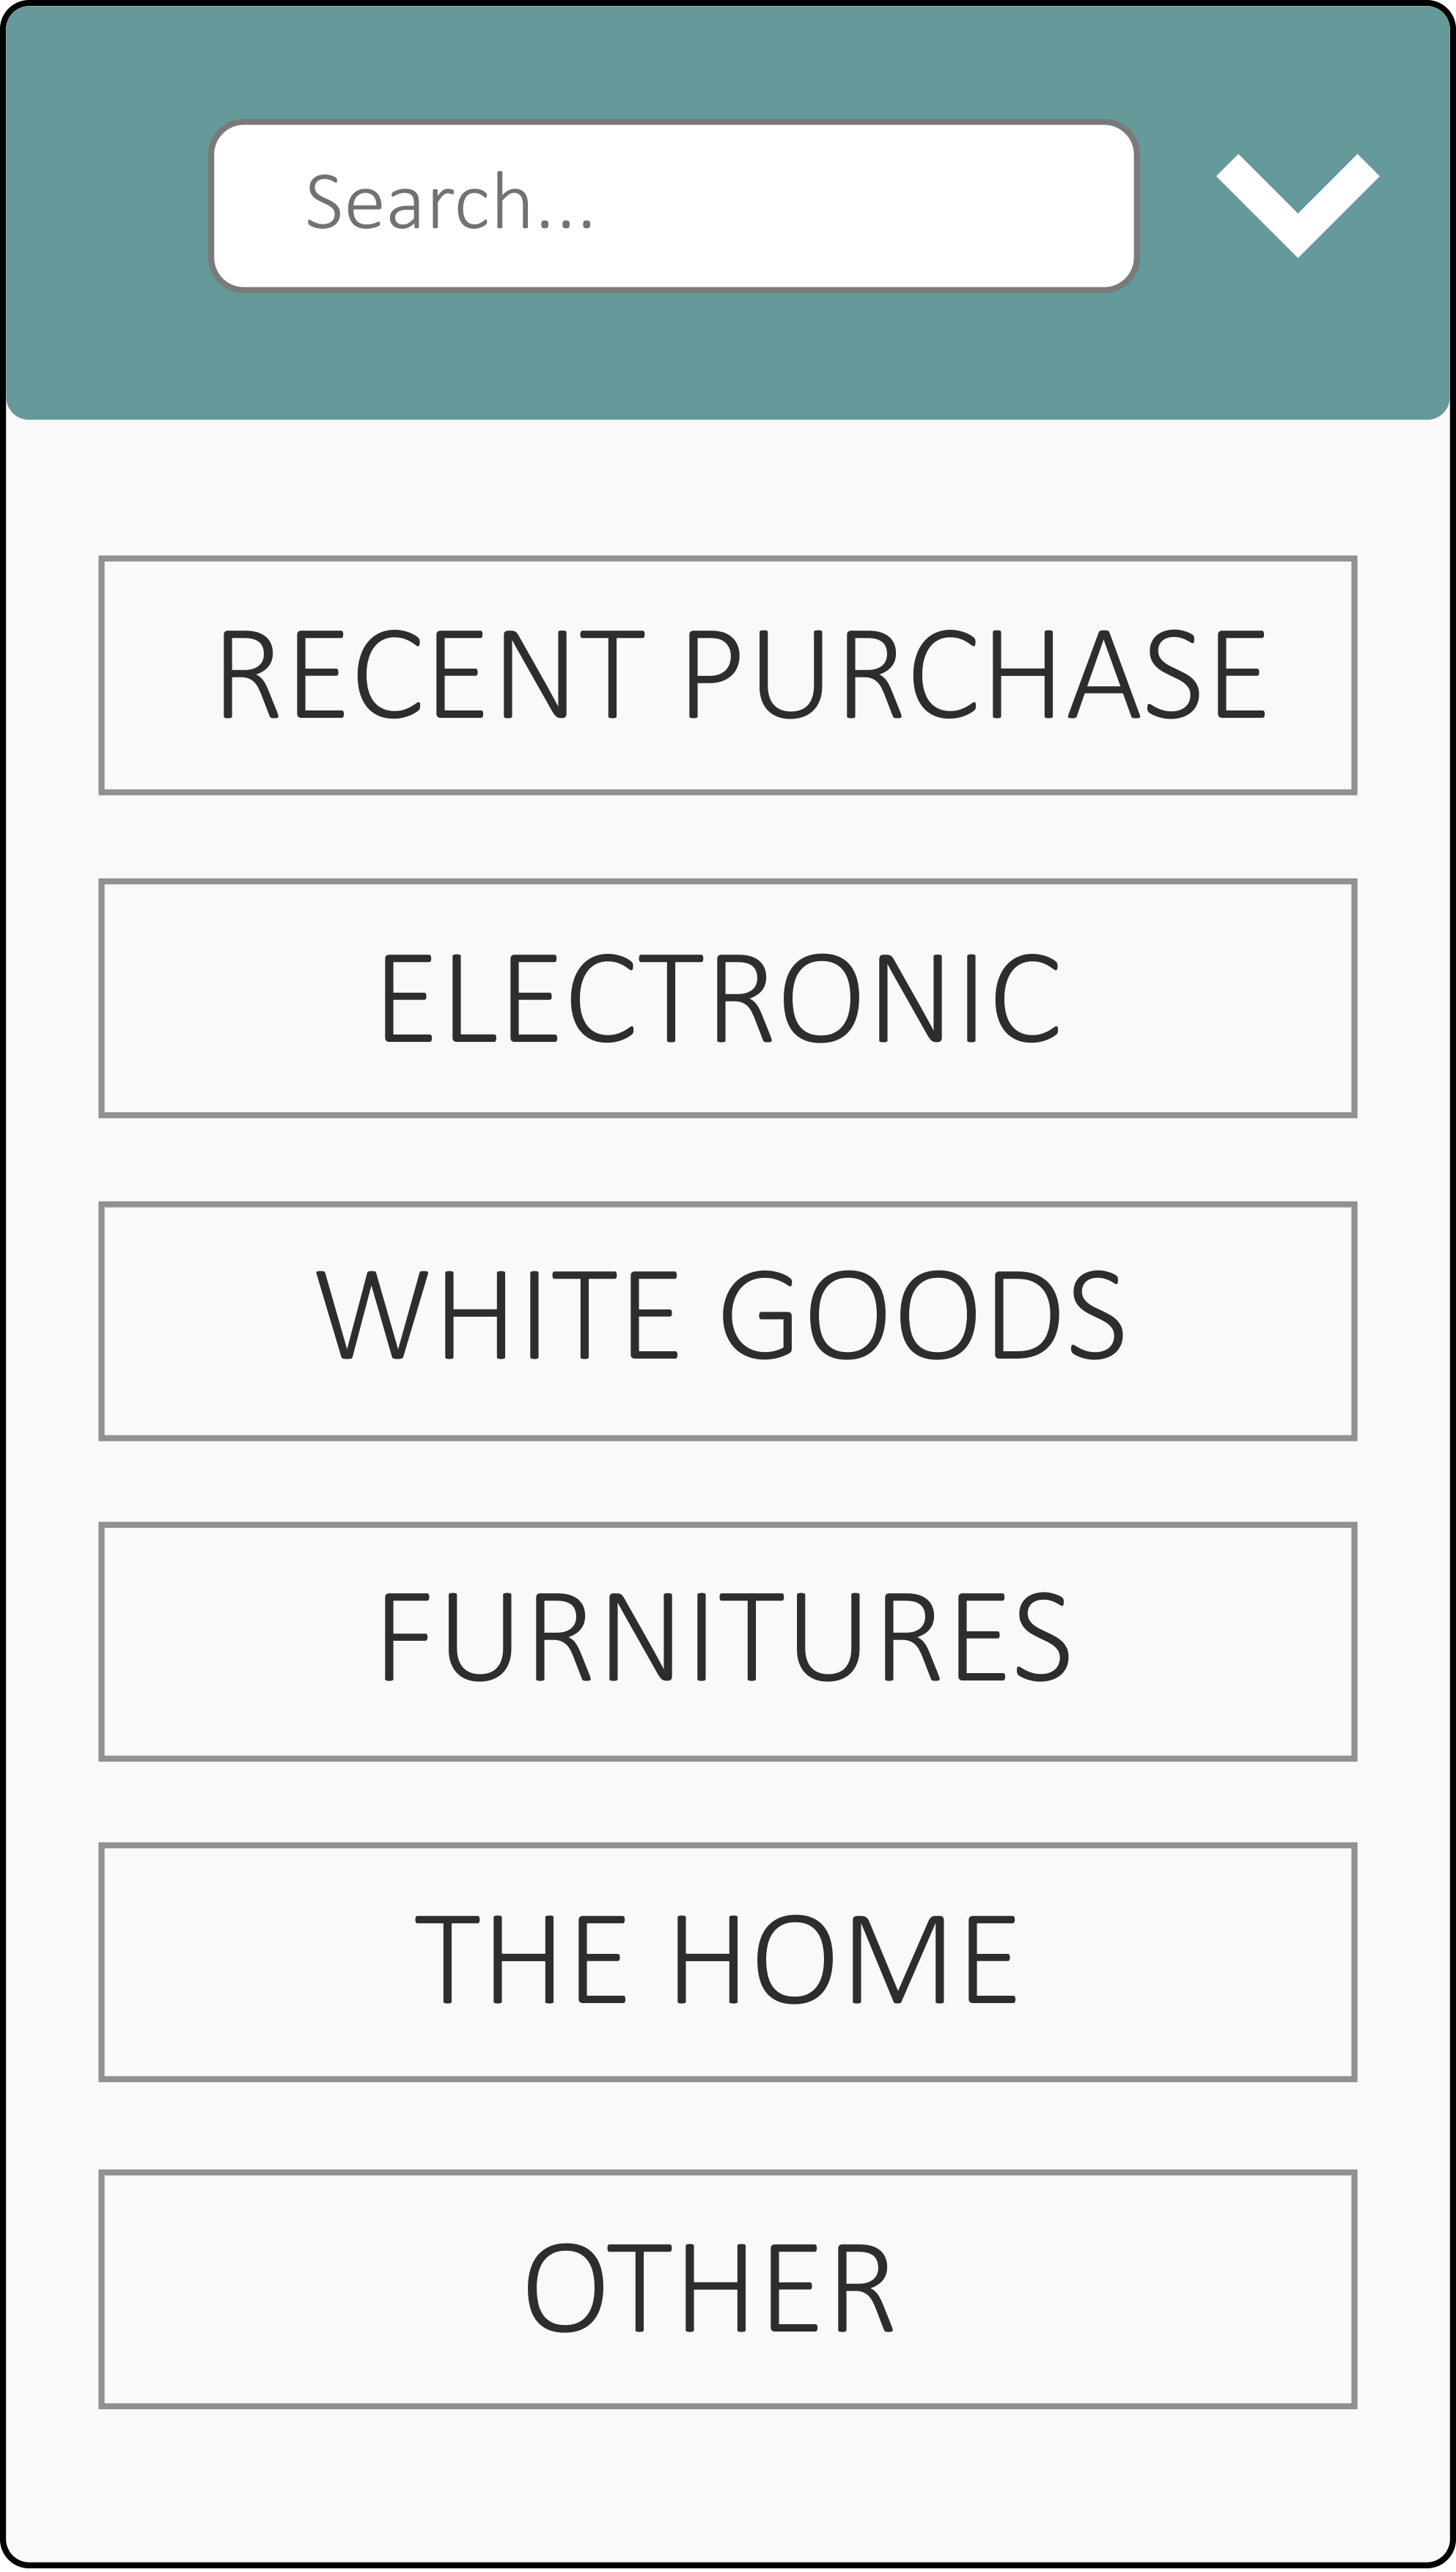 Search...
RECENT PURCHASE
ELECTRONIC
WHITE GOODS
FURNITURES
THE HOME
OTHER